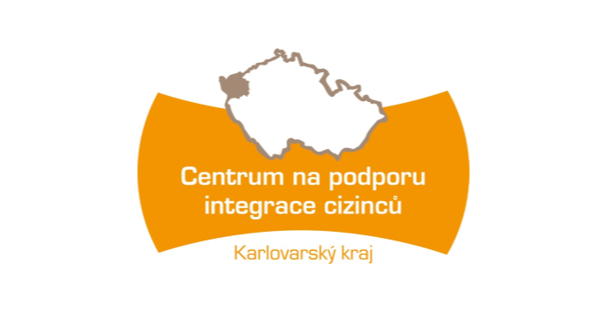 Centrum na podporu
integrace cizinců
Karlovarský kraj